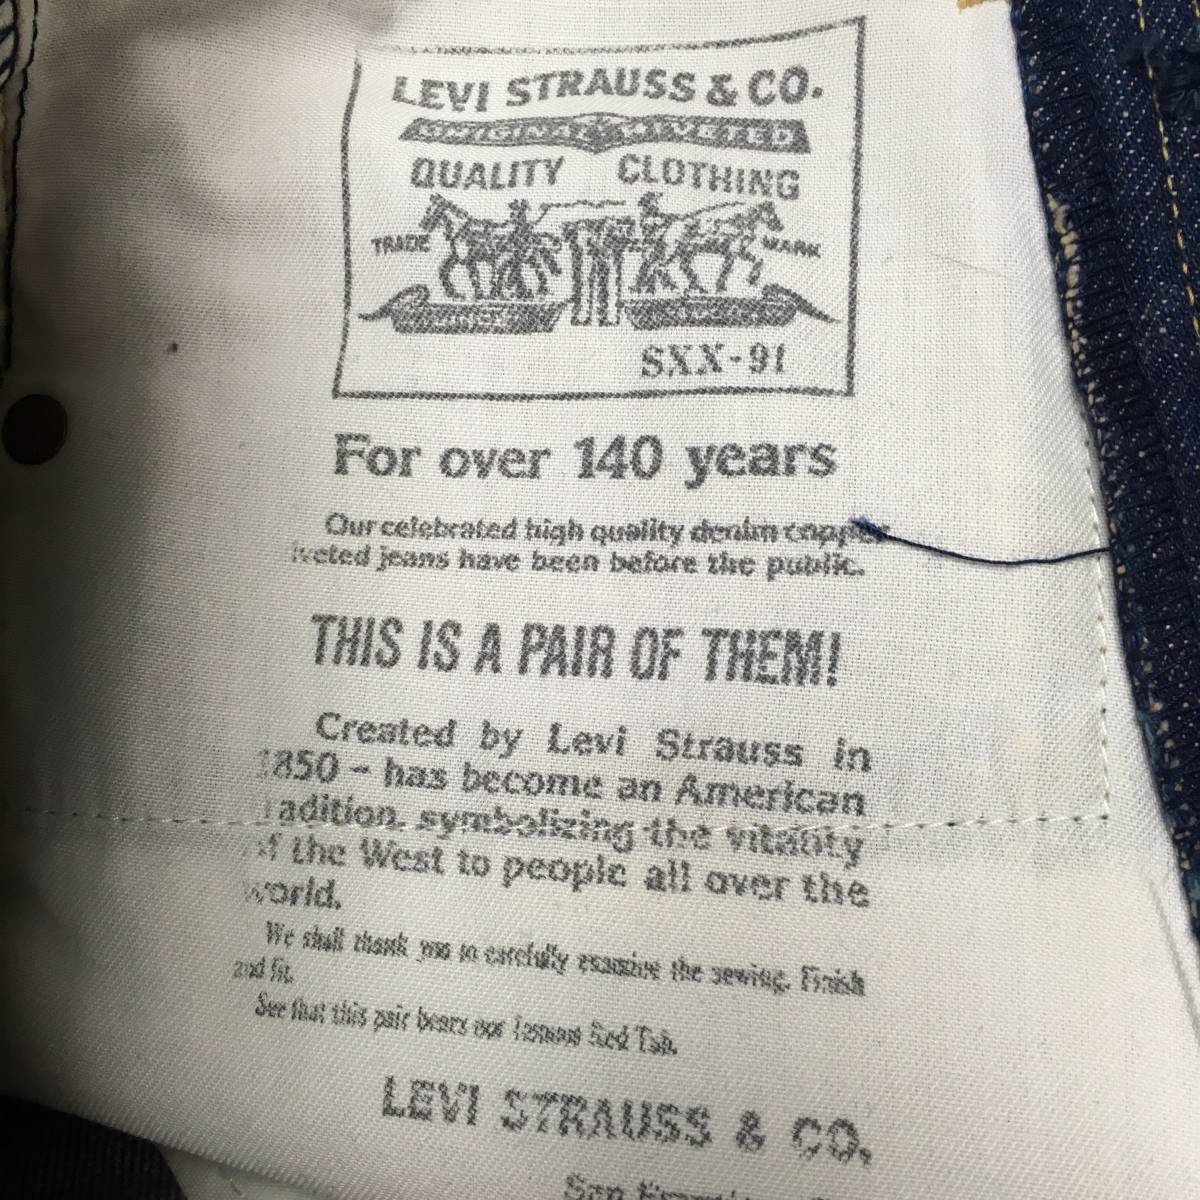 LEVI STRAUSS & CO.
ORIGINAL RIVETED
QUALITY CLOTHING
TRADE MARK
SXX-91
For over 140 years
Our celebrated high quality denim copper
iveted jeans have been before the public.
THIS IS A PAIR OF THEM!
Created by Levi Strauss in
1850 – has become an American
adition, symbolizing the vitality
of the West to people all over the
world.
We shall thank you to carefully examine the sewing. Finish
and fit.
See that this pair bears our famous Red Tab.
LEVI STRAUSS & CO.
San